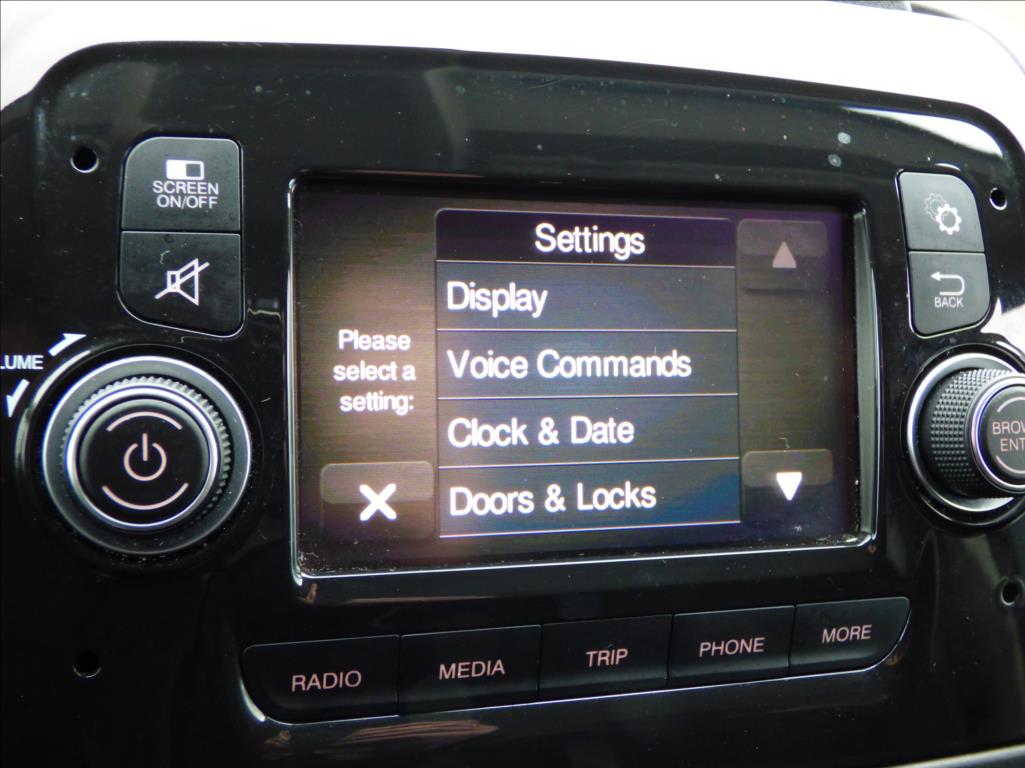 SCREEN
ON/OFF
Settings
Display
Please
select a
setting:
Voice Commands
Clock & Date
Doors & Locks
BACK
RADIO
MEDIA
TRIP
PHONE
MORE